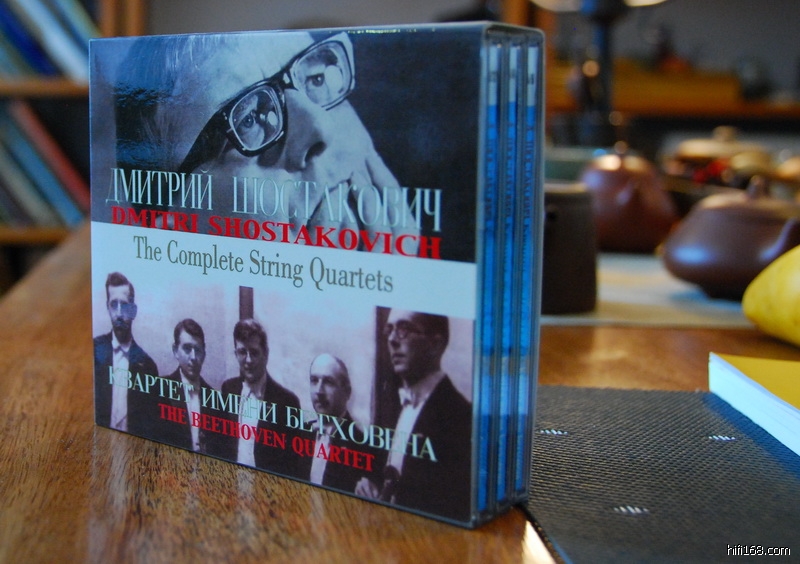 ДМИТРИЙ ШОСТАКОВИЧ
DMITRI SHOSTAKOVICH
The Complete String Quartets
КВАРТЕТ ИМЕНИ БЕТХОВЕНА
THE BEETHOVEN QUARTET
hifi168.com